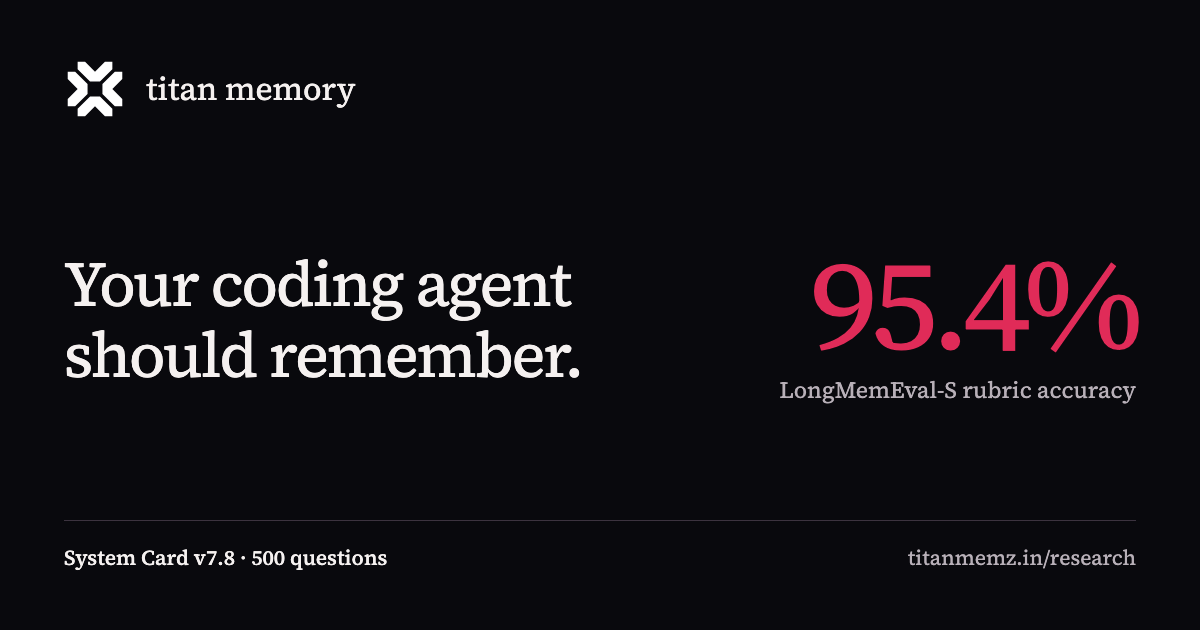 titan memory
Your coding agent
should remember.
95.4%
LongMemEval-S rubric accuracy
System Card v7.8 · 500 questions
titanmemz.in/research